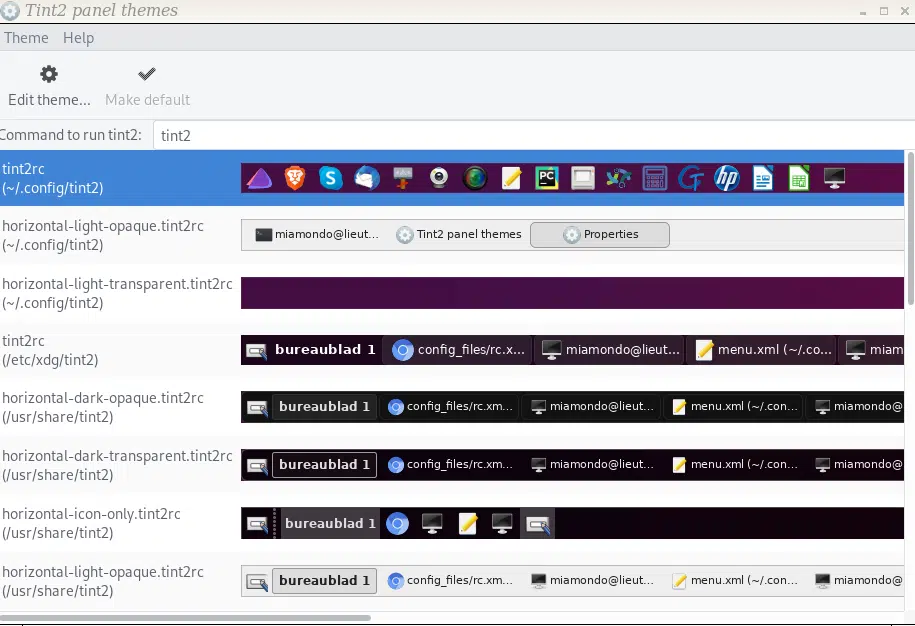 Tint2 panel themes
Theme Help
Edit theme... Make default
Command to run tint2: tint2
tint2rc
(~/.config/tint2)
PC
hp
horizontal-light-opaque.tint2rc
(~/.config/tint2)
miamondo@lieut... Tint2 panel themes Properties
horizontal-light-transparent.tint2rc
(~/.config/tint2)
tint2rc
(/etc/xdg/tint2)
bureaublad 1 config_files/rc.x... miamondo@lieut... menu.xml (~/.co... miam
horizontal-dark-opaque.tint2rc
(/usr/share/tint2)
bureaublad 1 config_files/rc.xm... miamondo@lieut... menu.xml (~/.con... miamondo@
horizontal-dark-transparent.tint2rc
(/usr/share/tint2)
bureaublad 1 config_files/rc.xm... miamondo@lieut... menu.xml (~/.con... miamondo@
horizontal-icon-only.tint2rc
(/usr/share/tint2)
bureaublad 1
horizontal-light-opaque.tint2rc
(/usr/share/tint2)
bureaublad 1 config_files/rc.xm... miamondo@lieut... menu.xml (~/.con... miamondo@